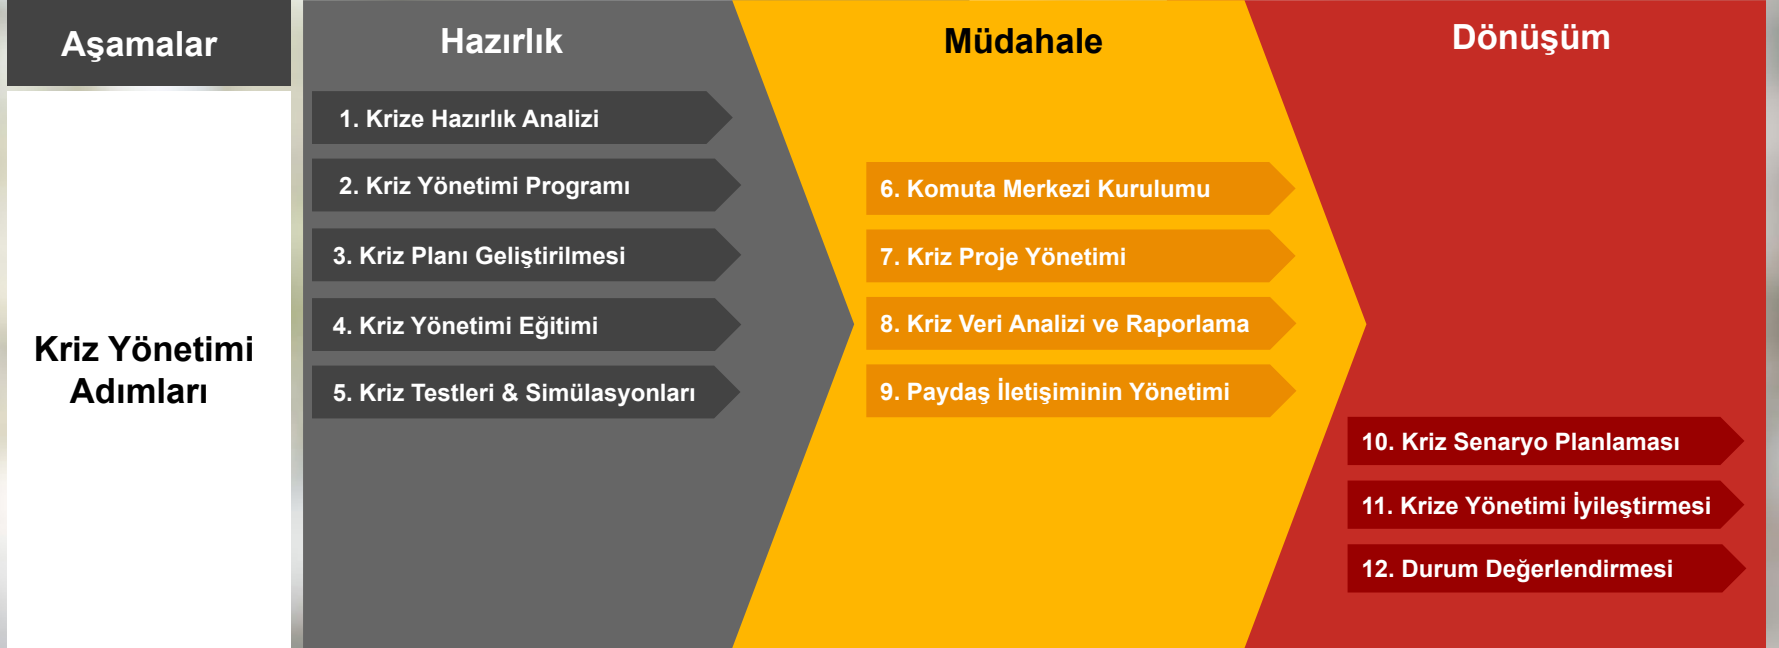 Aşamalar
Hazırlık
Müdahale
Dönüşüm
Kriz Yönetimi
Adımları
1. Krize Hazırlık Analizi
2. Kriz Yönetimi Programı
3. Kriz Planı Geliştirilmesi
4. Kriz Yönetimi Eğitimi
5. Kriz Testleri & Simülasyonları
6. Komuta Merkezi Kurulumu
7. Kriz Proje Yönetimi
8. Kriz Veri Analizi ve Raporlama
9. Paydaş İletişiminin Yönetimi
10. Kriz Senaryo Planlaması
11. Krize Yönetimi İyileştirmesi
12. Durum Değerlendirmesi